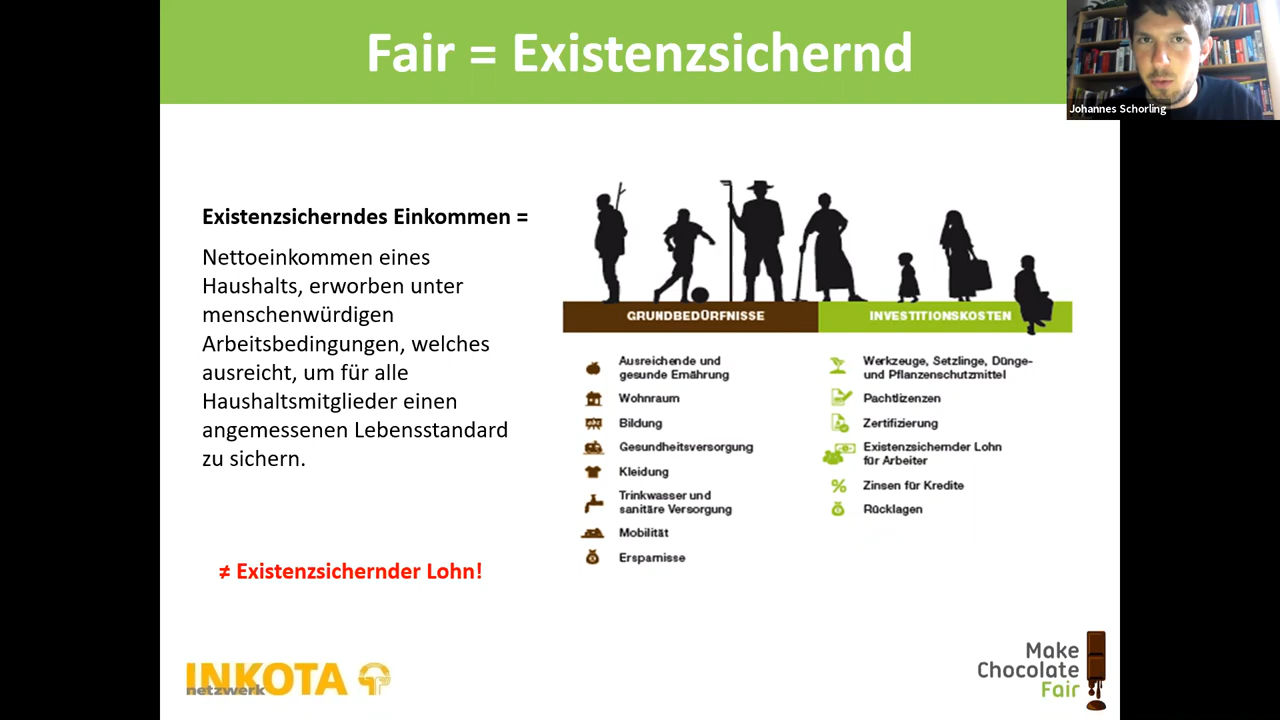 Fair = Existenzsichernd
Johannes Schorling
Existenzsicherndes Einkommen =
Nettoeinkommen eines
Haushalts, erworben unter
menschenwürdigen
Arbeitsbedingungen, welches
ausreicht, um für alle
Haushaltsmitglieder einen
angemessenen Lebensstandard
zu sichern.
≠ Existenzsichernder Lohn!
GRUNDBEDÜRFNISSE
Ausreichende und
gesunde Ernährung
Wohnraum
Bildung
Gesundheitsversorgung
Kleidung
Trinkwasser und
sanitäre Versorgung
Mobilität
Ersparnisse
INVESTITIONSKOSTEN
Werkzeuge, Setzlinge, Dünge-
und Pflanzenschutzmittel
Pachtlizenzen
Zertifizierung
Existenzsichernder Lohn
für Arbeiter
Zinsen für Kredite
Rücklagen
INKOTA
netzwerk
Make
Chocolate
Fair